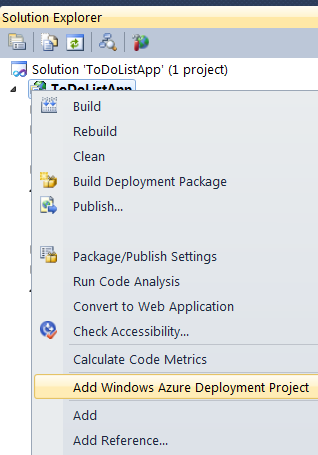 Solution Explorer
Solution 'ToDoListApp' (1 project)
ToDoListApp
Build
Rebuild
Clean
Build Deployment Package
Publish...
Package/Publish Settings
Run Code Analysis
Convert to Web Application
Check Accessibility...
Calculate Code Metrics
Add Windows Azure Deployment Project
Add
Add Reference...